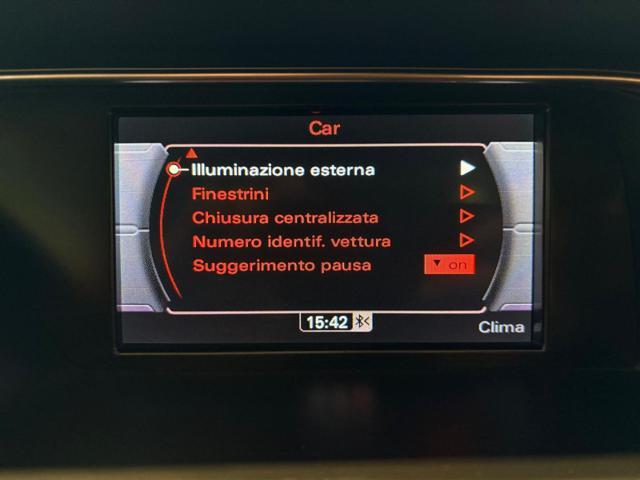 Car
Illuminazione esterna
Finestrini
Chiusura centralizzata
Numero identif. vettura
Suggerimento pausa on
15:42
Clima